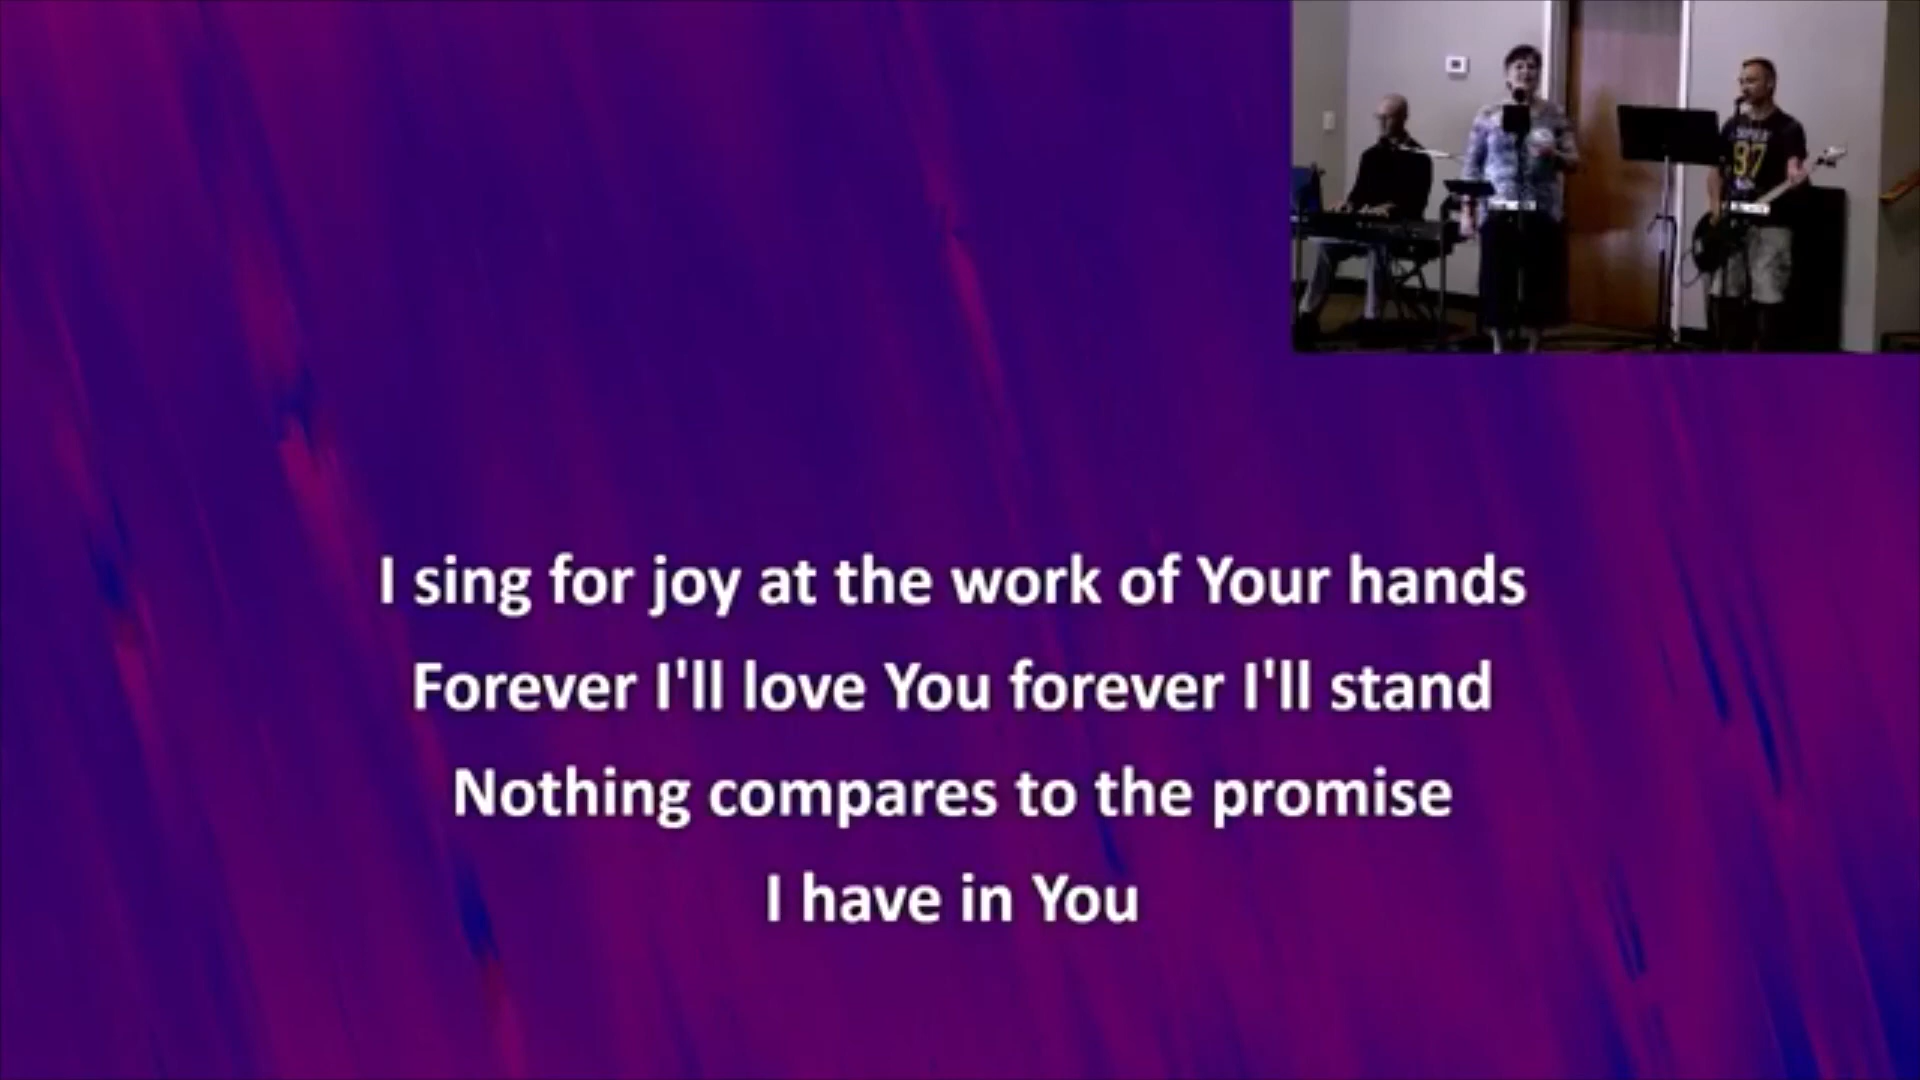 I sing for joy at the work of Your hands
Forever I'll love You forever I'll stand
Nothing compares to the promise
I have in You
97